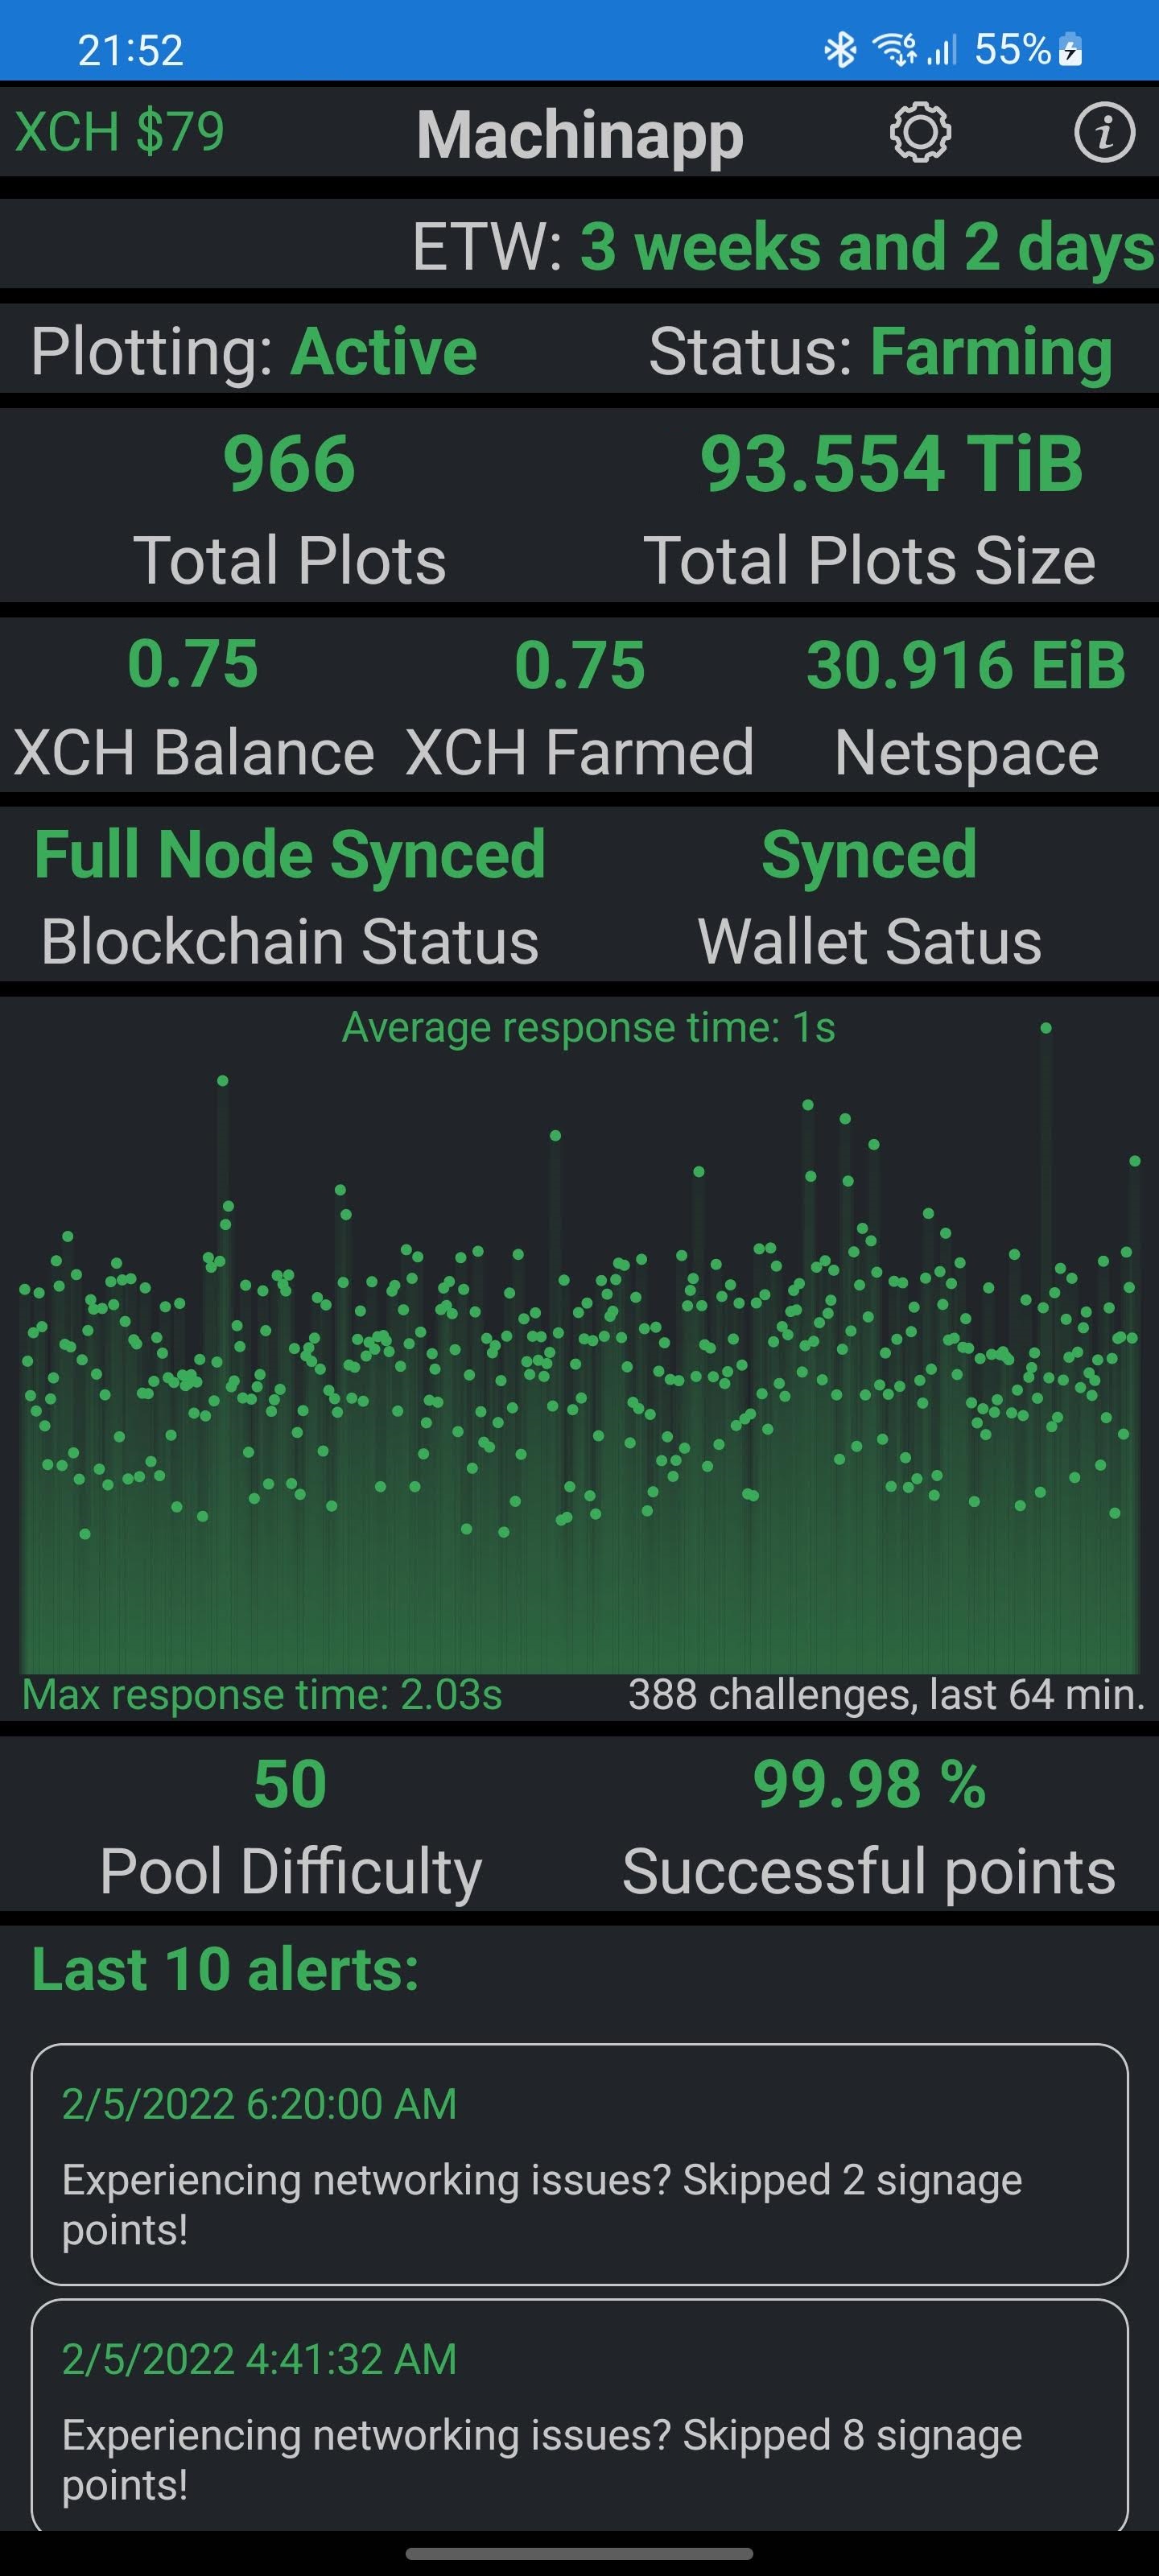 21:52 55%
XCH $79 Machinapp
ETW: 3 weeks and 2 days
Plotting: Active Status: Farming
966 93.554 TiB
Total Plots Total Plots Size
0.75 0.75 30.916 EiB
XCH Balance XCH Farmed Netspace
Full Node Synced Synced
Blockchain Status Wallet Satus
Average response time: 1s
Max response time: 2.03s 388 challenges, last 64 min.
50 99.98 %
Pool Difficulty Successful points
Last 10 alerts:
2/5/2022 6:20:00 AM
Experiencing networking issues? Skipped 2 signage
points!
2/5/2022 4:41:32 AM
Experiencing networking issues? Skipped 8 signage
points!